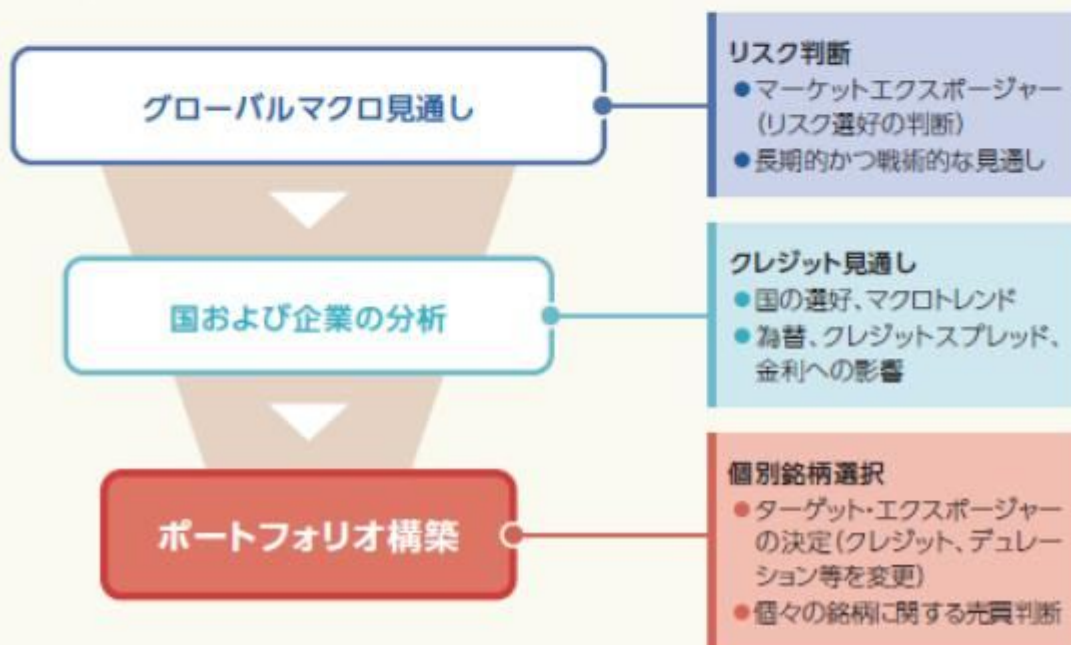 グローバルマクロ見通し
リスク判断
●マーケットエクスポージャー
(リスク選好の判断)
●長期的かつ戦術的な見通し
国および企業の分析
クレジット見通し
●国の選好、マクロトレンド
●為替、クレジットスプレッド、
金利への影響
ポートフォリオ構築
個別銘柄選択
●ターゲット・エクスポージャー
の決定(クレジット、デュレー
ション等を変更)
●個々の銘柄に関する売買判断